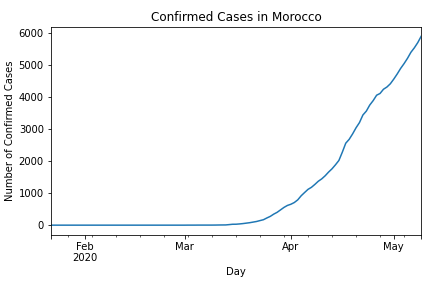 Confirmed Cases in Morocco
Number of Confirmed Cases
6000
5000
4000
3000
2000
1000
0
Feb Mar Apr May
2020
Day